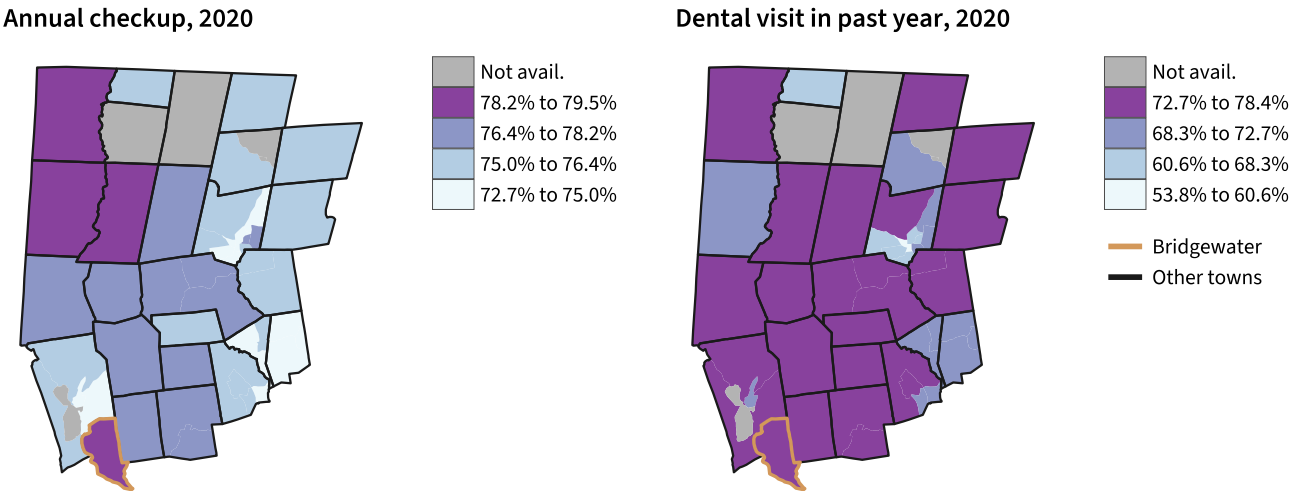 Annual checkup, 2020
Not avail.
78.2% to 79.5%
76.4% to 78.2%
75.0% to 76.4%
72.7% to 75.0%
Dental visit in past year, 2020
Not avail.
72.7% to 78.4%
68.3% to 72.7%
60.6% to 68.3%
53.8% to 60.6%
Bridgewater
Other towns